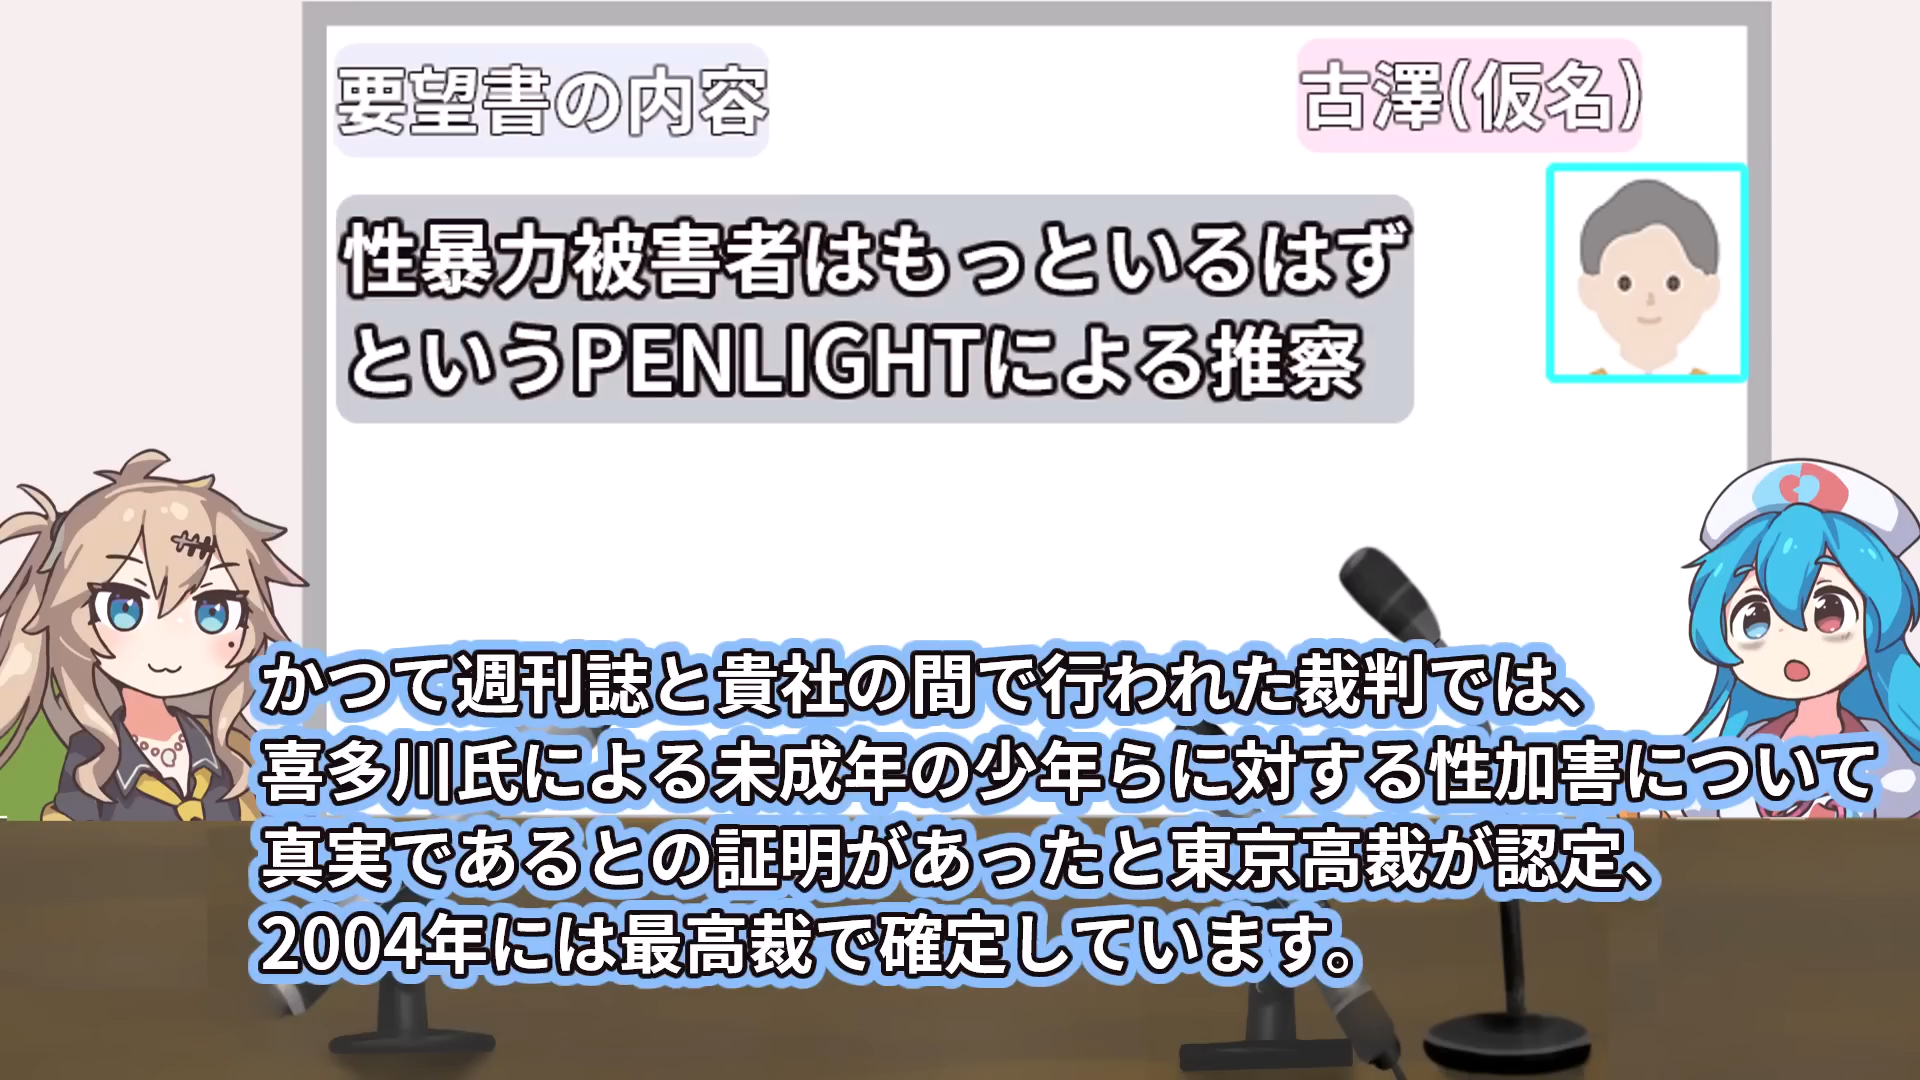 要望書の内容
古澤(仮名)
性暴力被害者はもっといるはず
というPENLIGHTによる推察
かつて週刊誌と貴社の間で行われた裁判では、
喜多川氏による未成年の少年らに対する性加害について
真実であるとの証明があったと東京高裁が認定、
2004年には最高裁で確定しています。